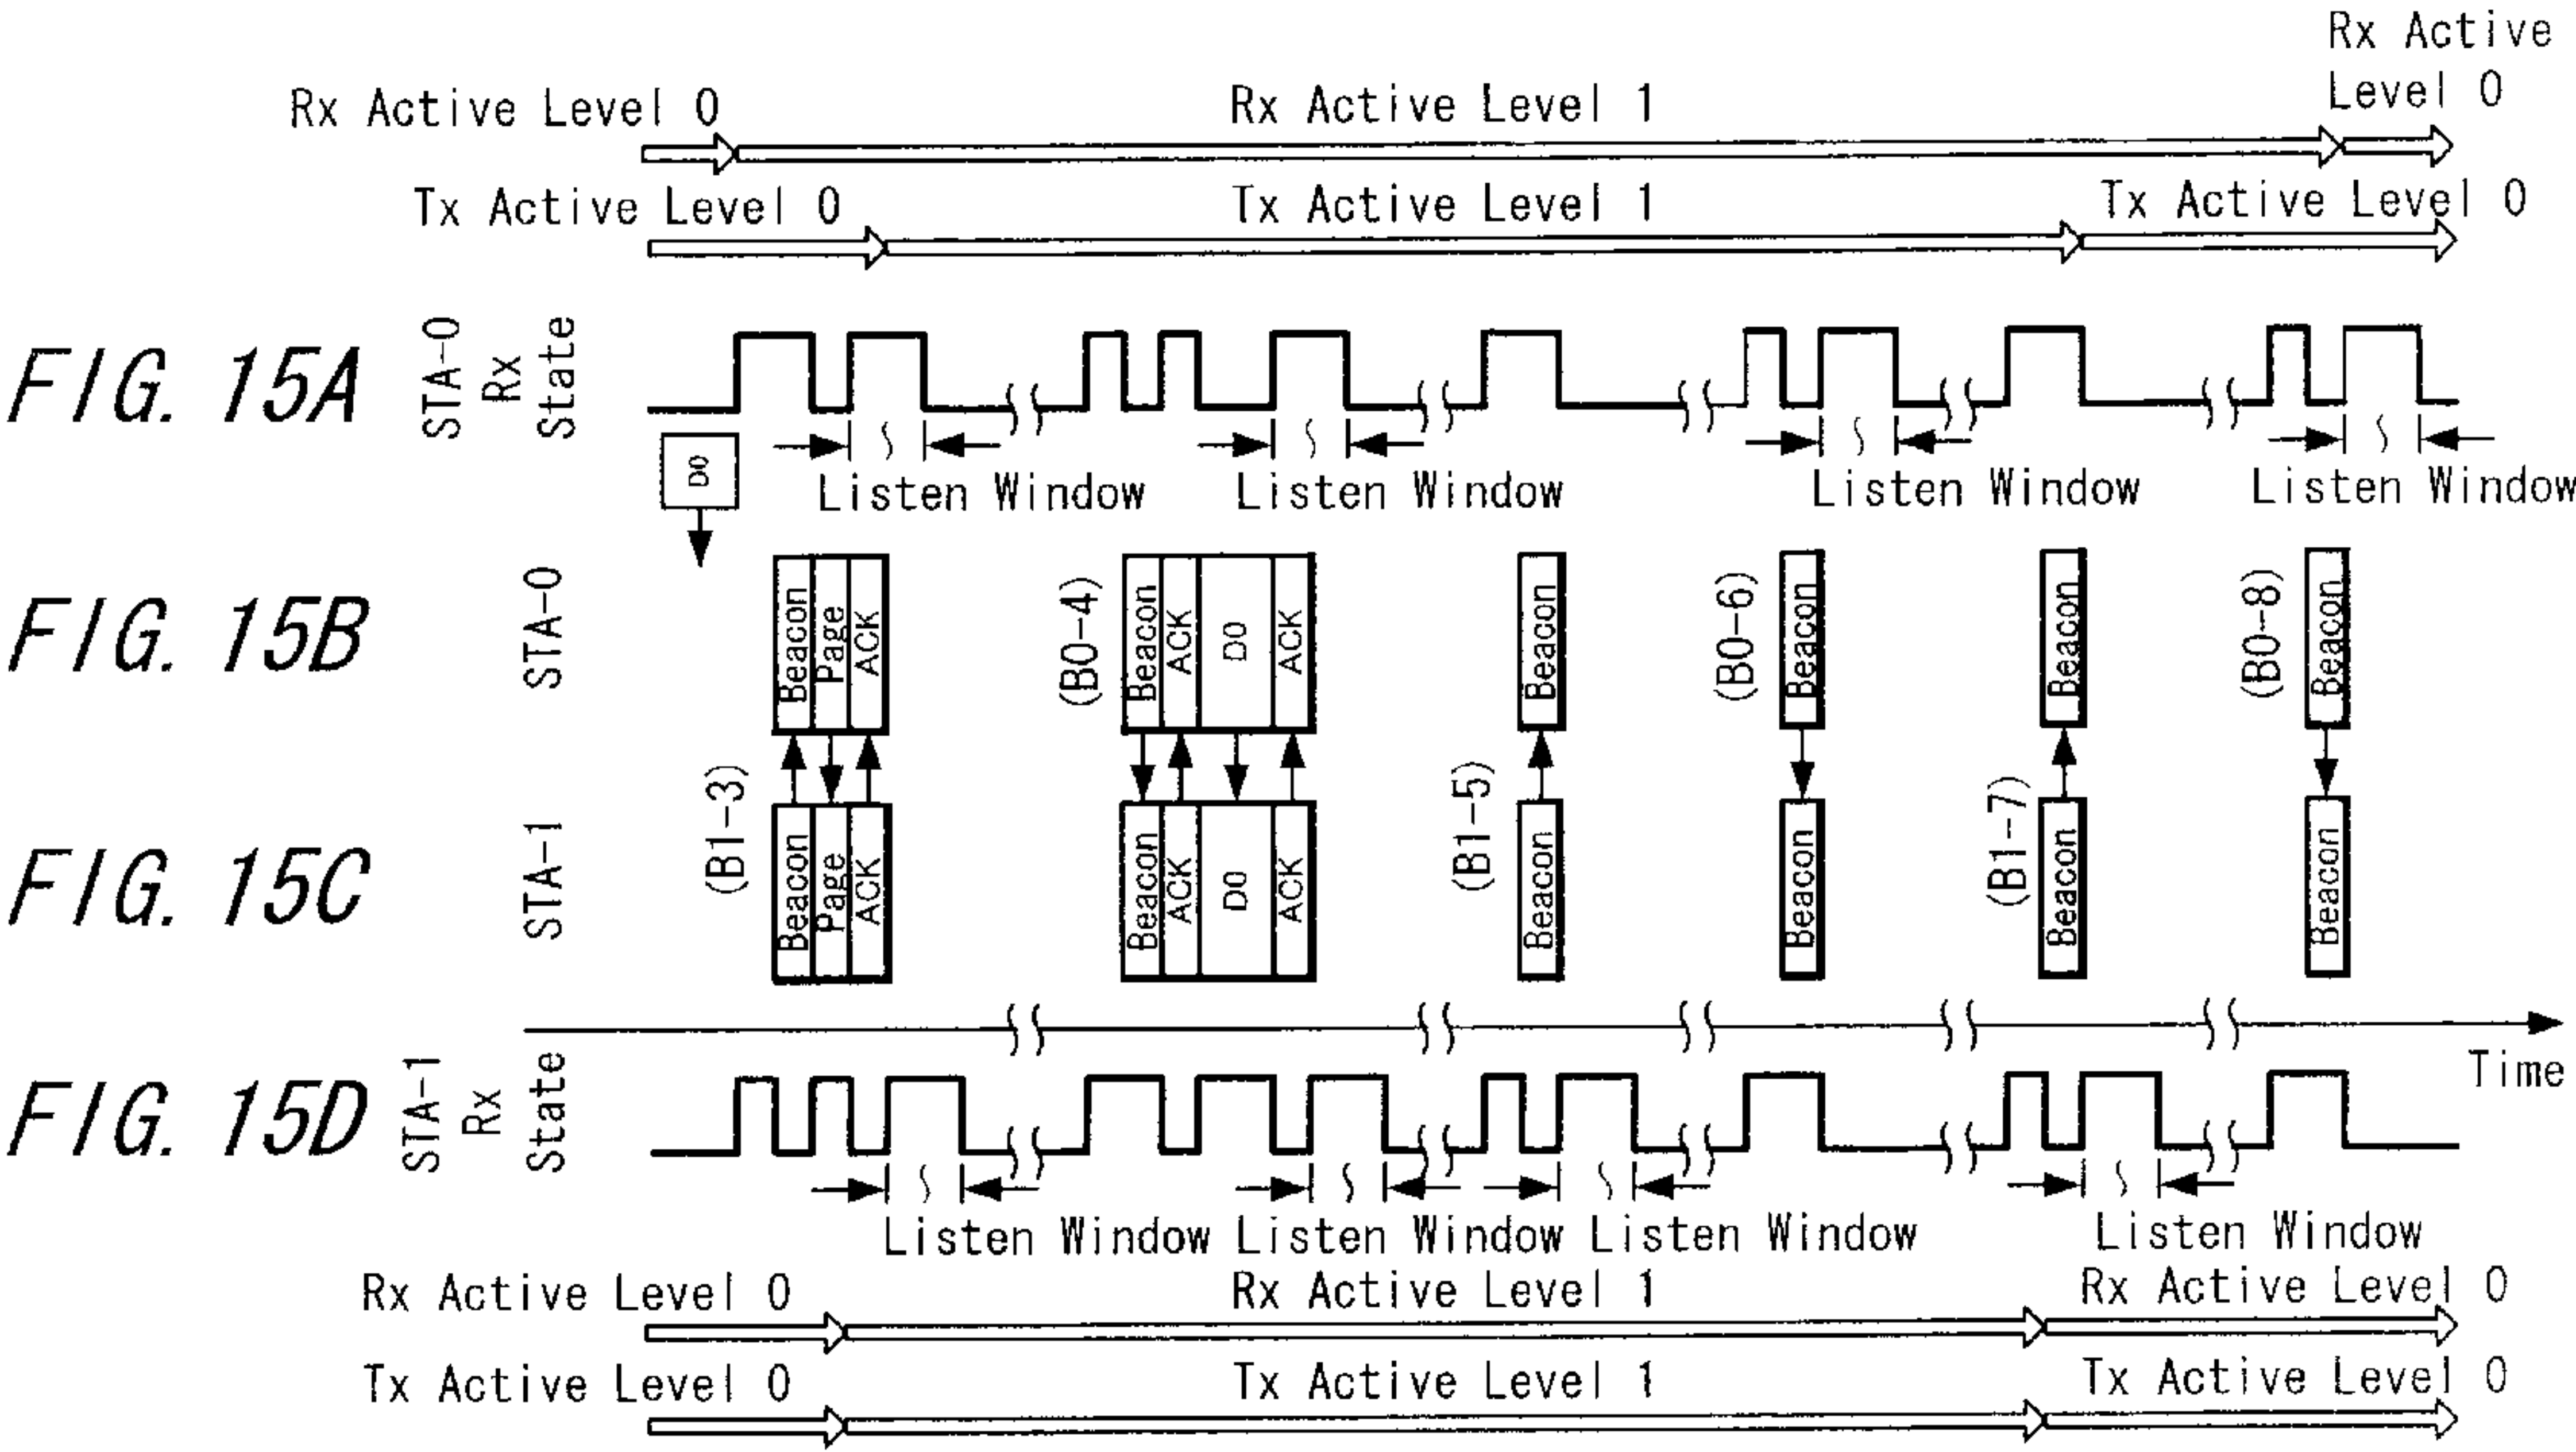 Rx Active
Level 0
Rx Active Level 0
Rx Active Level 1
Tx Active Level 0
Tx Active Level 1
Tx Active Level 0
FIG. 15A
STA-0
Rx
State
D0
Listen Window
Listen Window
Listen Window
Listen Window
FIG. 15B
STA-0
Beacon
Page
ACK
(B0-4)
Beacon
ACK
D0
ACK
Beacon
(B0-6)
Beacon
Beacon
(B0-8)
Beacon
FIG. 15C
STA-1
(B1-3)
Beacon
Page
ACK
Beacon
ACK
D0
ACK
(B1-5)
Beacon
Beacon
(B1-7)
Beacon
Beacon
Time
FIG. 15D
STA-1
Rx
State
Listen Window
Listen Window
Listen Window
Listen Window
Rx Active Level 0
Rx Active Level 1
Rx Active Level 0
Tx Active Level 0
Tx Active Level 1
Tx Active Level 0